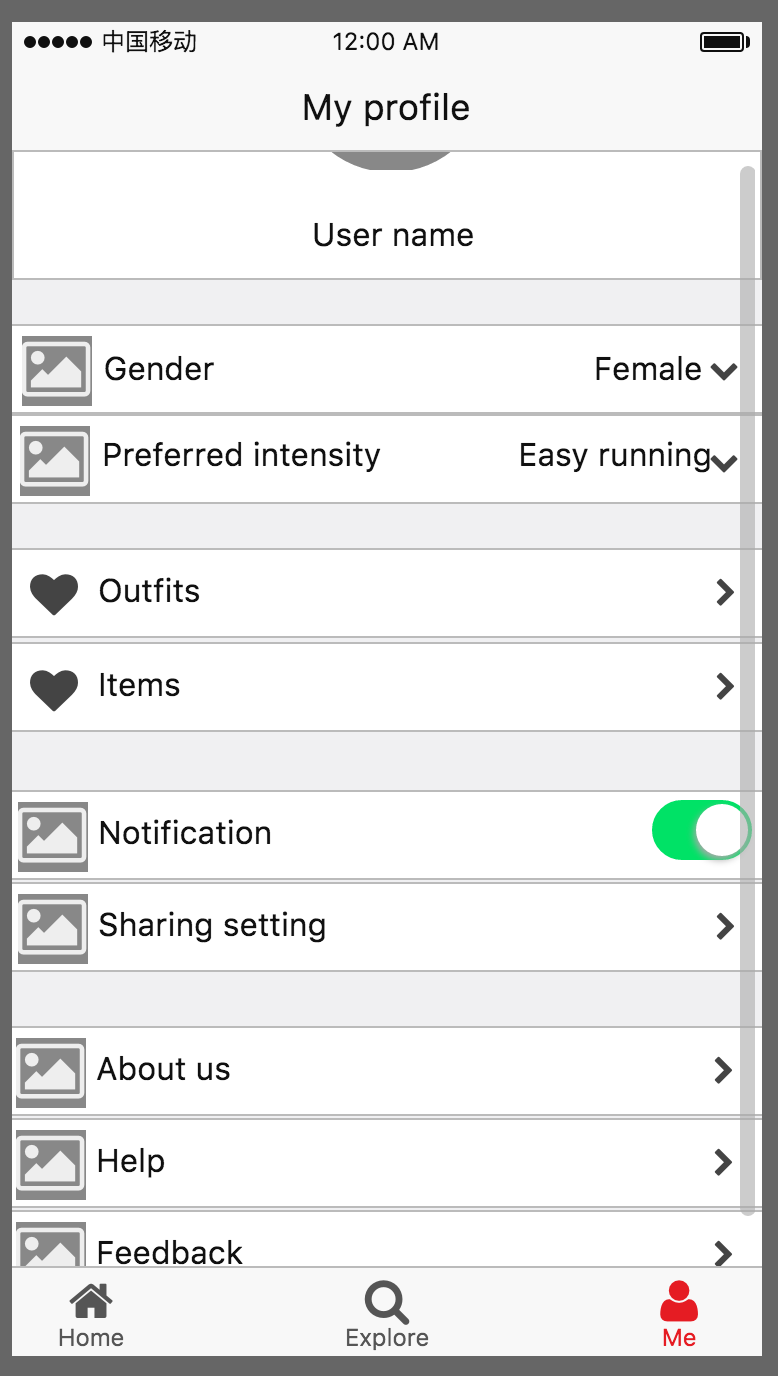 中国移动 12:00 AM
My profile
User name
Gender Female
Preferred intensity Easy running
Outfits
Items
Notification
Sharing setting
About us
Help
Feedback
Home Explore Me